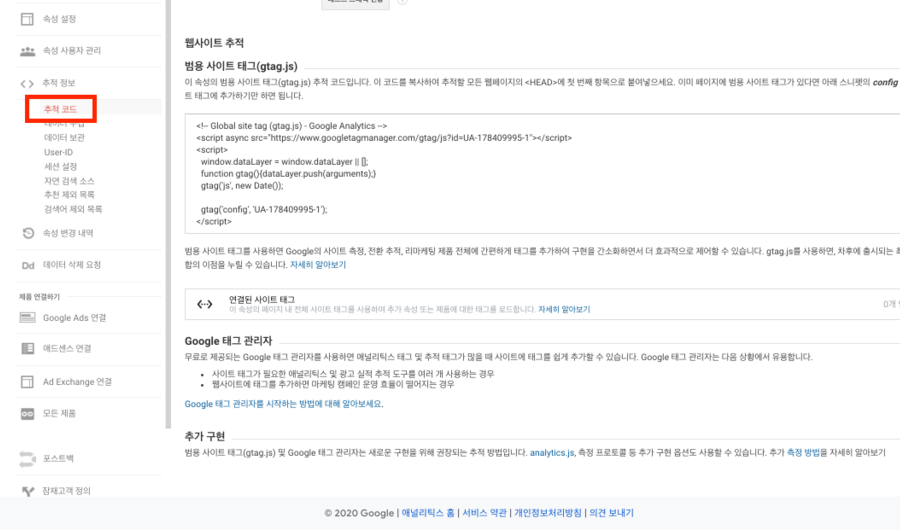 속성 설정
속성 사용자 관리
추적 정보
추적 코드
데이터 수집
데이터 보관
User-ID
세션 설정
자연 검색 소스
추천 제외 목록
검색어 제외 목록
속성 변경 내역
Dd 데이터 삭제 요청
제품 연결하기
Google Ads 연결
애드센스 연결
Ad Exchange 연결
모든 제품
포스트백
잠재고객 정의
웹사이트 추적
범용 사이트 태그(gtag.js)
이 속성의 범용 사이트 태그(gtag.js) 추적 코드입니다. 이 코드를 복사하여 추적할 모든 웹페이지의 <HEAD>에 첫 번째 항목으로 붙여넣으세요. 이미 페이지에 범용 사이트 태그가 있다면 아래 스니펫의 config
트 태그에 추가하기만 하면 됩니다.
<!-- Global site tag (gtag.js) - Google Analytics -->
<script async src="https://www.googletagmanager.com/gtag/js?id=UA-178409995-1"></script>
<script>
window.dataLayer = window.dataLayer || [];
function gtag(){dataLayer.push(arguments);}
gtag('js', new Date());
gtag('config', 'UA-178409995-1');
</script>
범용 사이트 태그를 사용하면 Google의 사이트 측정, 전환 추적, 리마케팅 제품 전체에 간편하게 태그를 추가하여 구현을 간소화하면서 더 효과적으로 제어할 수 있습니다. gtag.js를 사용하면, 차후에 출시되는
합의 이점을 누릴 수 있습니다. 자세히 알아보기
연결된 사이트 태그
이 속성의 페이지 내 전체 사이트 태그를 사용하여 추가 속성 또는 제품에 대한 태그를 로드합니다. 자세히 알아보기
0개
Google 태그 관리자
무료로 제공되는 Google 태그 관리자를 사용하면 애널리틱스 태그 및 추적 태그가 많을 때 사이트에 태그를 쉽게 추가할 수 있습니다. Google 태그 관리자는 다음 상황에서 유용합니다.
• 사이트 태그가 필요한 애널리틱스 및 광고 실적 추적 도구를 여러 개 사용하는 경우
• 웹사이트에 태그를 추가하면 마케팅 캠페인 운영 효율이 떨어지는 경우
Google 태그 관리자를 시작하는 방법에 대해 알아보세요.
추가 구현
범용 사이트 태그(gtag.js) 및 Google 태그 관리자는 새로운 구현을 위해 권장되는 추적 방법입니다. analytics.js, 측정 프로토콜 등 추가 구현 옵션도 사용할 수 있습니다. 추가 측정 방법을 자세히 알아보기
© 2020 Google | 애널리틱스 홈 | 서비스 약관 | 개인정보처리방침 | 의견 보내기